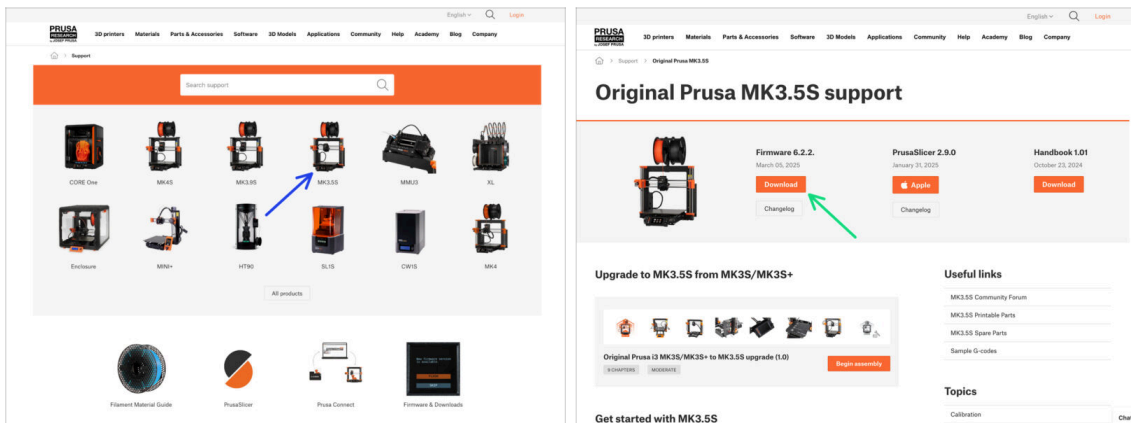 English
Login
PRUSA
RESEARCH
by JOSEF PRUSA
3D printers Materials Parts & Accessories Software 3D Models Applications Community Help Academy Blog Company
Support
Search support
CORE One MK4S MK3.9S MK3.5S MMU3 XL
Enclosure MINI+ HT90 SL1S CW1S MK4
All products
Filament Material Guide PrusaSlicer Prusa Connect Firmware & Downloads
English
Login
PRUSA
RESEARCH
by JOSEF PRUSA
3D printers Materials Parts & Accessories Software 3D Models Applications Community Help Academy Blog Company
Support Original Prusa MK3.5S
Original Prusa MK3.5S support
Firmware 6.2.2.
March 05, 2025
Download
Changelog
PrusaSlicer 2.9.0
January 31, 2025
Apple
Changelog
Handbook 1.01
October 23, 2024
Download
Upgrade to MK3.5S from MK3S/MK3S+
Original Prusa i3 MK3S/MK3S+ to MK3.5S upgrade (1.0)
9 CHAPTERS MODERATE
Begin assembly
Get started with MK3.5S
Useful links
MK3.5S Community Forum
MK3.5S Printable Parts
MK3.5S Spare Parts
Sample G-codes
Topics
Calibration
Chat